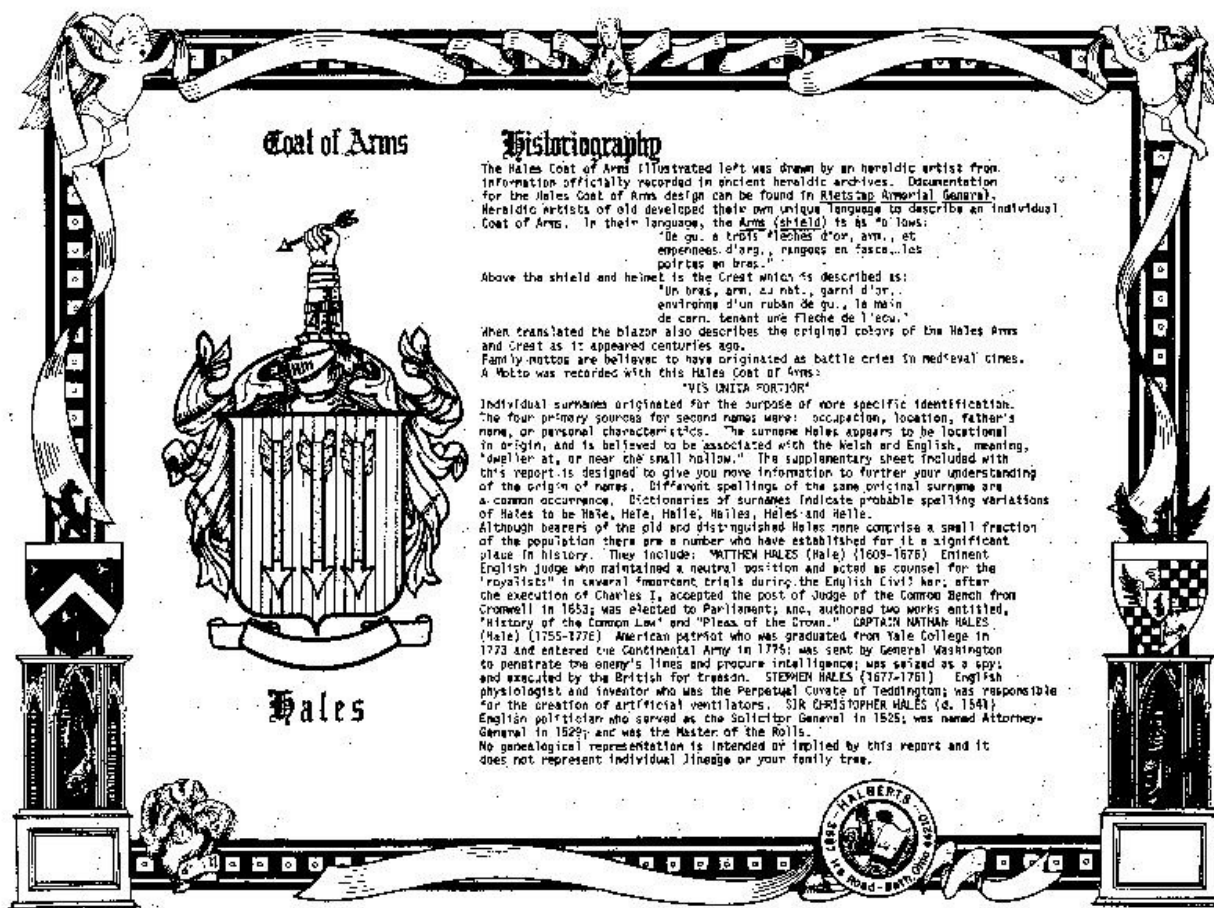 Coat of Arms
Hales
Historiography
The Hales Coat of Arms illustrated left was drawn by an heraldic artist from
information officially recorded in ancient heraldic archives. Documentation
for the Hales Coat of Arms design can be found in Rietstap Armorial General.
Heraldic artists of old developed their own unique language to describe an individual
Coat of Arms. In their language, the Arms (shield) is as follows:
"De gu. a trois fleches d'or, arm., et
empennees d'arg., rangees en fasce, les
pointes en bras."
Above the shield and helmet is the Crest which is described as:
"Un bras, arm. au nat., garni d'or,
environne d'un ruban de gu., la main
de carn. tenant une fleche de l'ecu."
When translated the blazon also describes the original colors of the Hales Arms
and Crest as it appeared centuries ago.
Family mottos are believed to have originated as battle cries in medieval times.
A Motto was recorded with this Hales Coat of Arms:
"VIS UNITA FORTIOR"
Individual surnames originated for the purpose of more specific identification.
The four primary sources for second names were: occupation, location, father's
name, or personal characteristics. The surname Hales appears to be locational
in origin, and is believed to be associated with the Welsh and English, meaning,
"dweller at, or near the small hollow." The supplementary sheet included with
this report is designed to give you more information to further your understanding
of the origin of names. Different spellings of the same original surname are
a common occurrence. Dictionaries of surnames indicate probable spelling variations
of Hales to be Hale, Hele, Halle, Hailes, Heles and Helle.
Although bearers of the old and distinguished Hales name comprise a small fraction
of the population there are a number who have established for it a significant
place in history. They include: MATTHEW HALES (Hale) (1609-1676) Eminent
English judge who maintained a neutral position and acted as counsel for the
"royalists" in several important trials during the English Civil War; after
the execution of Charles I, accepted the post of Judge of the Common Bench from
Cromwell in 1653; was elected to Parliament; and, authored two works entitled,
"History of the Common Law" and "Pleas of the Crown." CAPTAIN NATHAN HALES
(Hale) (1755-1776) American patriot who was graduated from Yale College in
1773 and entered the Continental Army in 1775; was sent by General Washington
to penetrate the enemy's lines and procure intelligence; was seized as a spy;
and executed by the British for treason. STEPHEN HALES (1677-1761) English
physiologist and inventor who was the Perpetual Curate of Teddington; was responsible
for the creation of artificial ventilators. SIR CHRISTOPHER HALES (d. 1541)
English politician who served as the Solicitor General in 1525; was named Attorney-
General in 1529; and was the Master of the Rolls.
No genealogical representation is intended or implied by this report and it
does not represent individual lineage or your family tree.
HALBERTS
3687 Ira Road - Bath, Ohio 44210